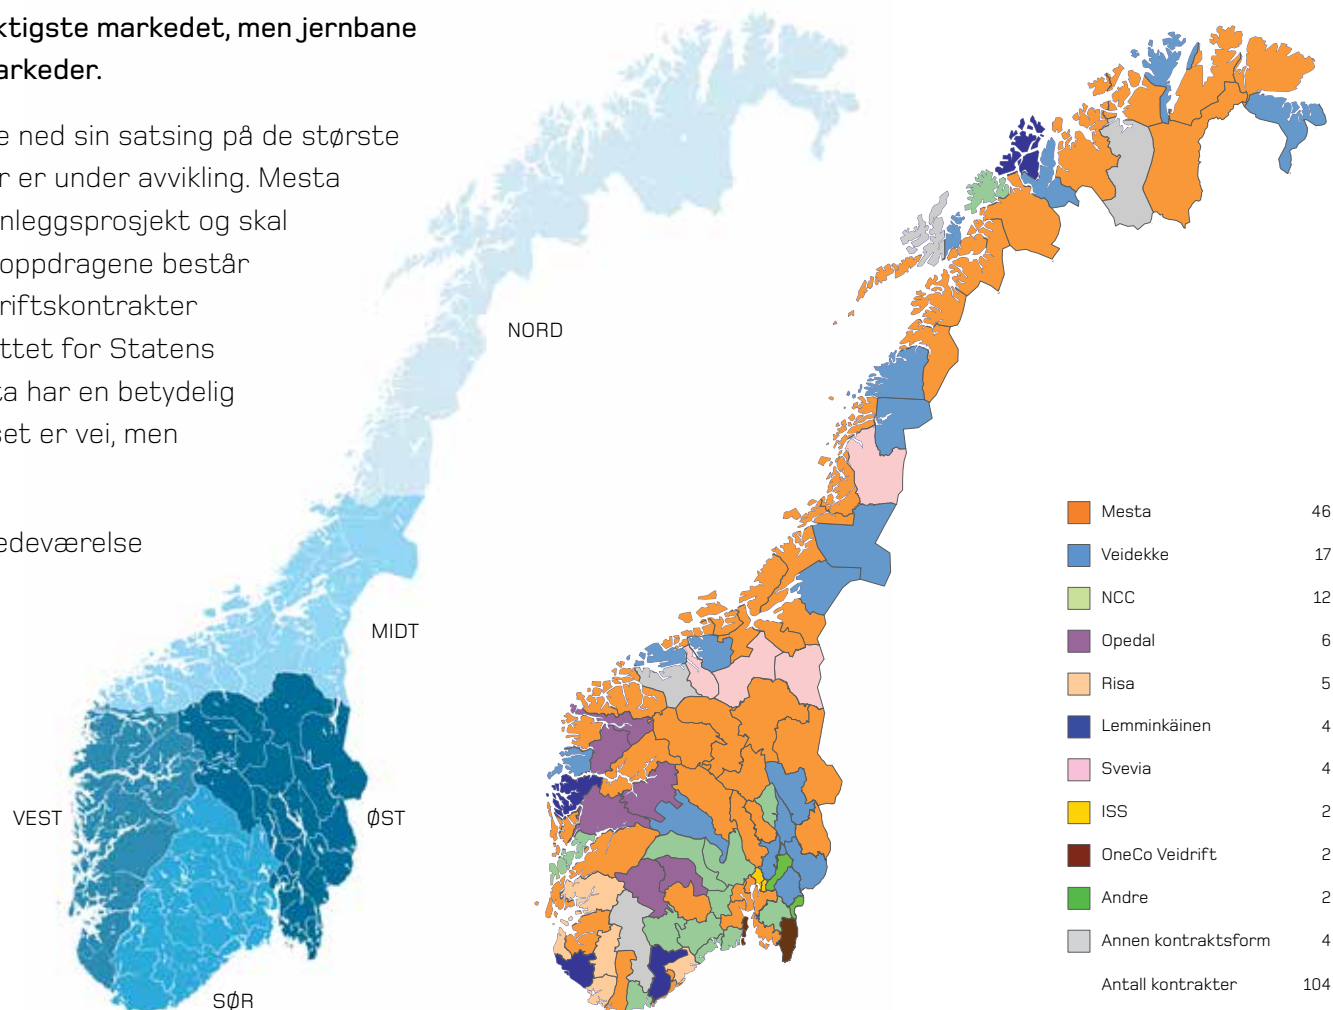 ktigste markedet, men jernbane
arkeder.
e ned sin satsing på de største
r er under avvikling. Mesta
nleggsprosjekt og skal
oppdragene består
riftskontrakter
ttet for Statens
ta har en betydelig
set er vei, men
edeværelse
NORD
MIDT
VEST
ØST
SØR
Mesta 46
Veidekke 17
NCC 12
Opedal 6
Risa 5
Lemminkäinen 4
Svevia 4
ISS 2
OneCo Veidrift 2
Andre 2
Annen kontraktsform 4
Antall kontrakter 104